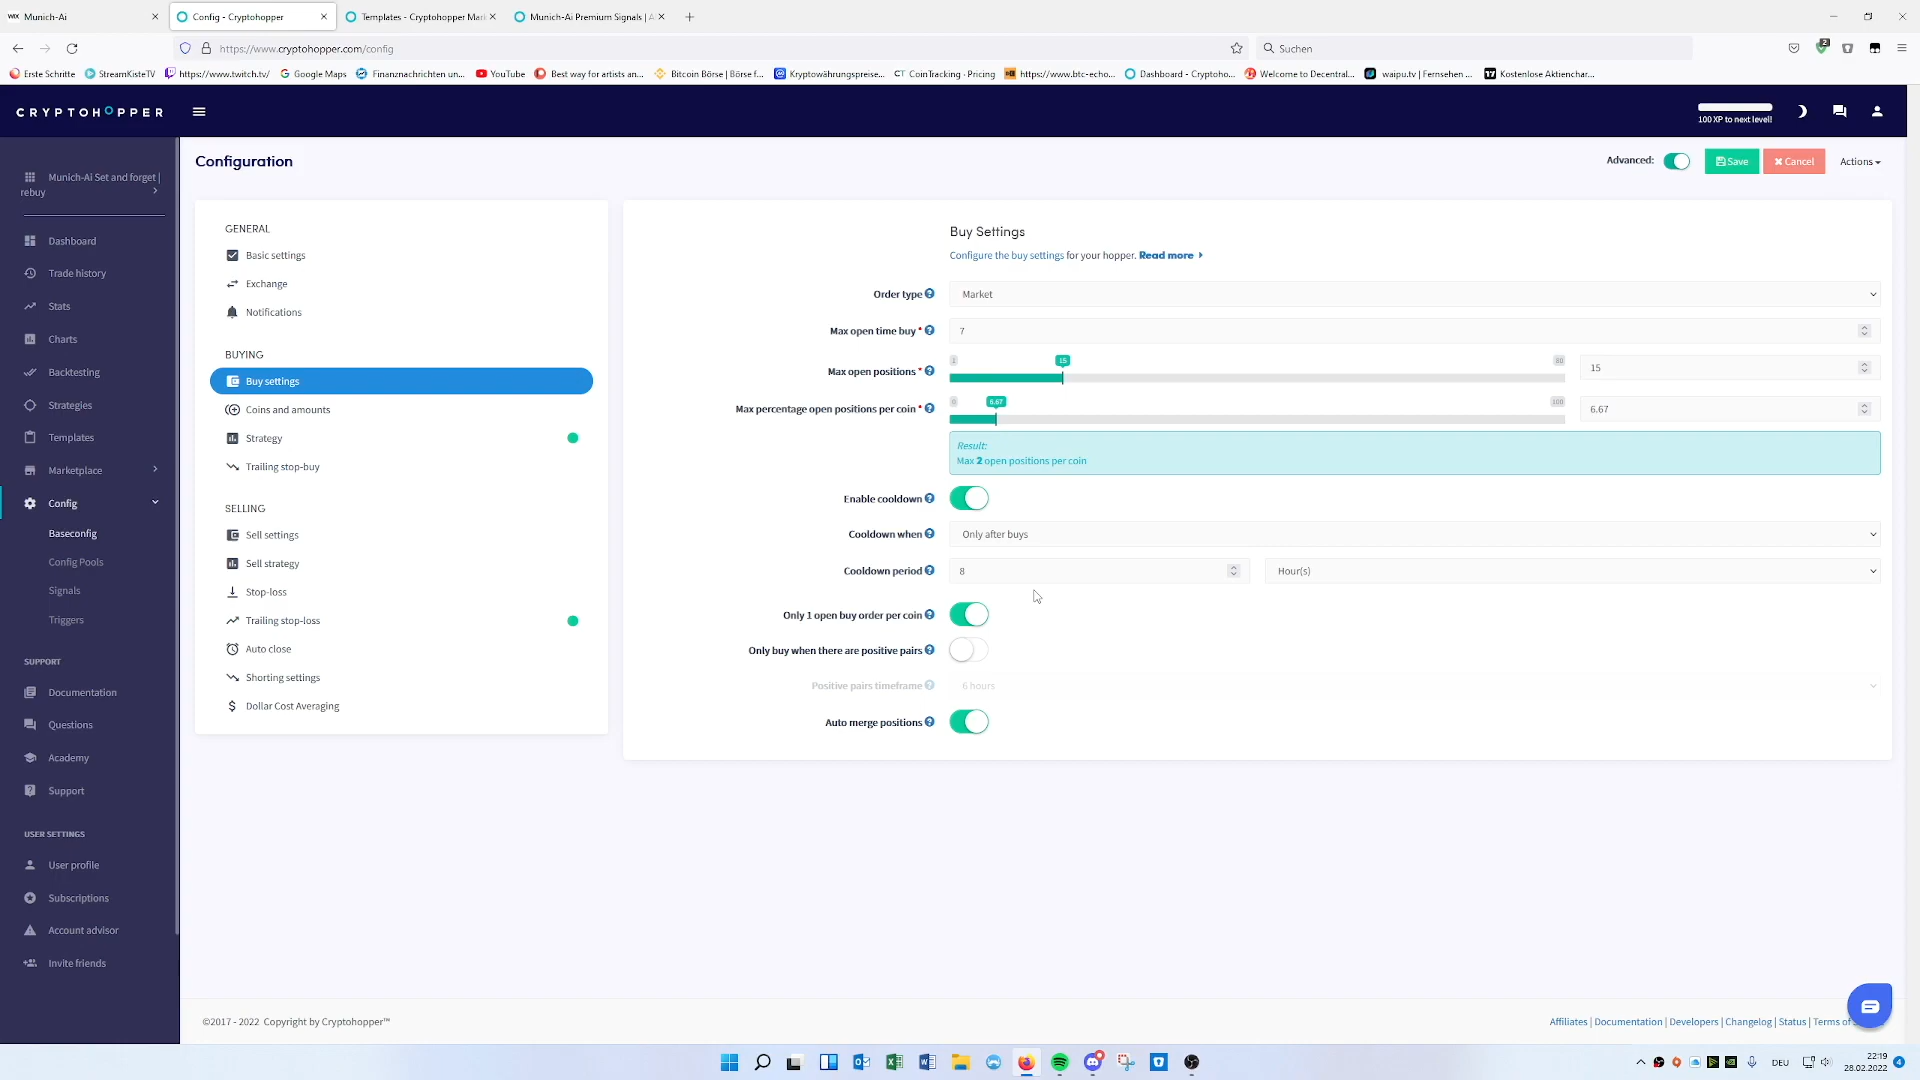 WIX Munich-Ai
Config - Cryptohopper
Templates - Cryptohopper Mar
Munich-Ai Premium Signals | A
https://www.cryptohopper.com/config
Suchen
2
Erste Schritte
StreamKisteTV
https://www.twitch.tv/
Google Maps
Finanznachrichten un...
YouTube
Best way for artists an...
Bitcoin Börse | Börse f...
Kryptowährungspreise...
CoinTracking · Pricing
https://www.btc-echo...
Dashboard - Cryptoho...
Welcome to Decentral...
waipu.tv | Fernsehen ...
Kostenlose Aktienchar...
CRYPTOHOPPER
100 XP to next level!
Munich-Ai Set and forget |
rebuy
Dashboard
Trade history
Stats
Charts
Backtesting
Strategies
Templates
Marketplace
Config
Baseconfig
Config Pools
Signals
Triggers
SUPPORT
Documentation
Questions
Academy
Support
USER SETTINGS
User profile
Subscriptions
Account advisor
Invite friends
Configuration
Advanced:
Save
Cancel
Actions
GENERAL
Basic settings
Exchange
Notifications
BUYING
Buy settings
Coins and amounts
Strategy
Trailing stop-buy
SELLING
Sell settings
Sell strategy
Stop-loss
Trailing stop-loss
Auto close
Shorting settings
Dollar Cost Averaging
Buy Settings
Configure the buy settings for your hopper. Read more
Order type
Market
Max open time buy *
7
Max open positions *
1
15
80
15
Max percentage open positions per coin *
0
6.67
100
6.67
Result:
Max 2 open positions per coin
Enable cooldown
Cooldown when
Only after buys
Cooldown period
8
Hour(s)
Only 1 open buy order per coin
Only buy when there are positive pairs
Positive pairs timeframe
6 hours
Auto merge positions
©2017 - 2022 Copyright by Cryptohopper™
Affiliates | Documentation | Developers | Changelog | Status | Terms of
DEU
22:19
28.02.2022
4